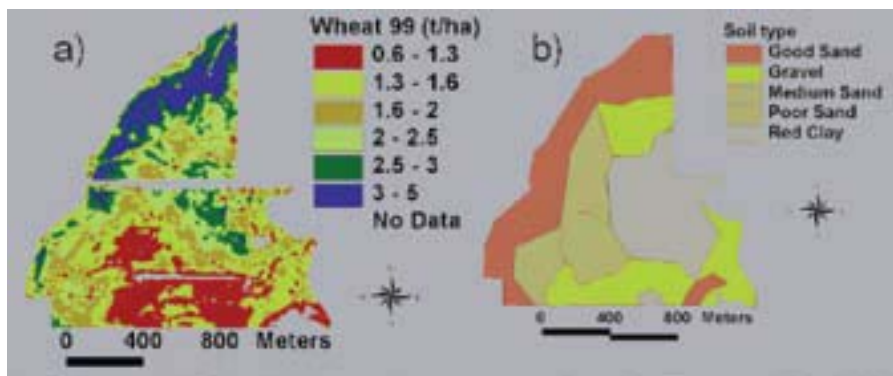 a)
Wheat 99 (t/ha)
0.6 - 1.3
1.3 - 1.6
1.6 - 2
2 - 2.5
2.5 - 3
3 - 5
No Data
0 400 800 Meters
b)
Soil type
Good Sand
Gravel
Medium Sand
Poor Sand
Red Clay
0 400 800 Meters